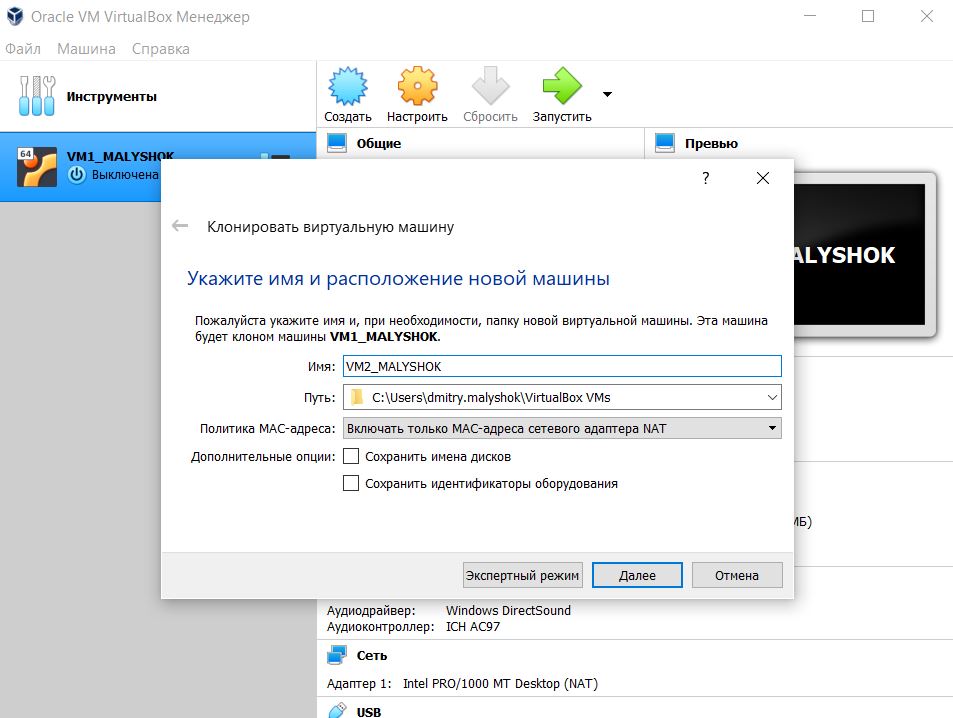 Oracle VM VirtualBox Менеджер
Файл Машина Справка
Инструменты
Создать Настроить Сбросить Запустить
64
VM1_MALYSHOK
Выключена
Общие
Превью
ALYSHOK
?
Клонировать виртуальную машину
Укажите имя и расположение новой машины
Пожалуйста укажите имя и, при необходимости, папку новой виртуальной машины. Эта машина
будет клоном машины VM1_MALYSHOK.
Имя: VM2_MALYSHOK
Путь: C:\Users\dmitry.malyshok\VirtualBox VMs
Политика MAC-адреса: Включать только MAC-адреса сетевого адаптера NAT
Дополнительные опции: Сохранить имена дисков
Сохранить идентификаторы оборудования
МБ)
Экспертный режим Далее Отмена
Аудиодрайвер: Windows DirectSound
Аудиоконтроллер: ICH AC97
Сеть
Адаптер 1: Intel PRO/1000 MT Desktop (NAT)
USB